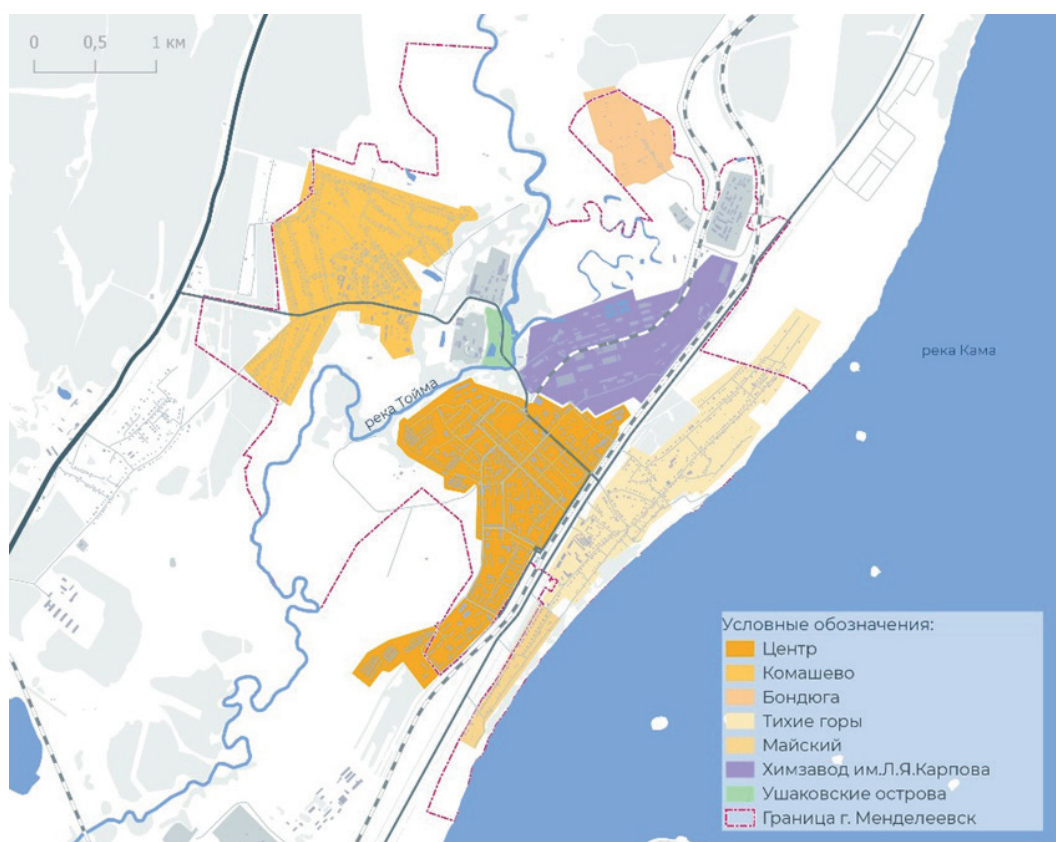 0 0,5 1 км
река Кама
река Тойма
Условные обозначения:
Центр
Комашево
Бондюга
Тихие горы
Майский
Химзавод им.Л.Я.Карпова
Ушаковские острова
Граница г. Менделеевск